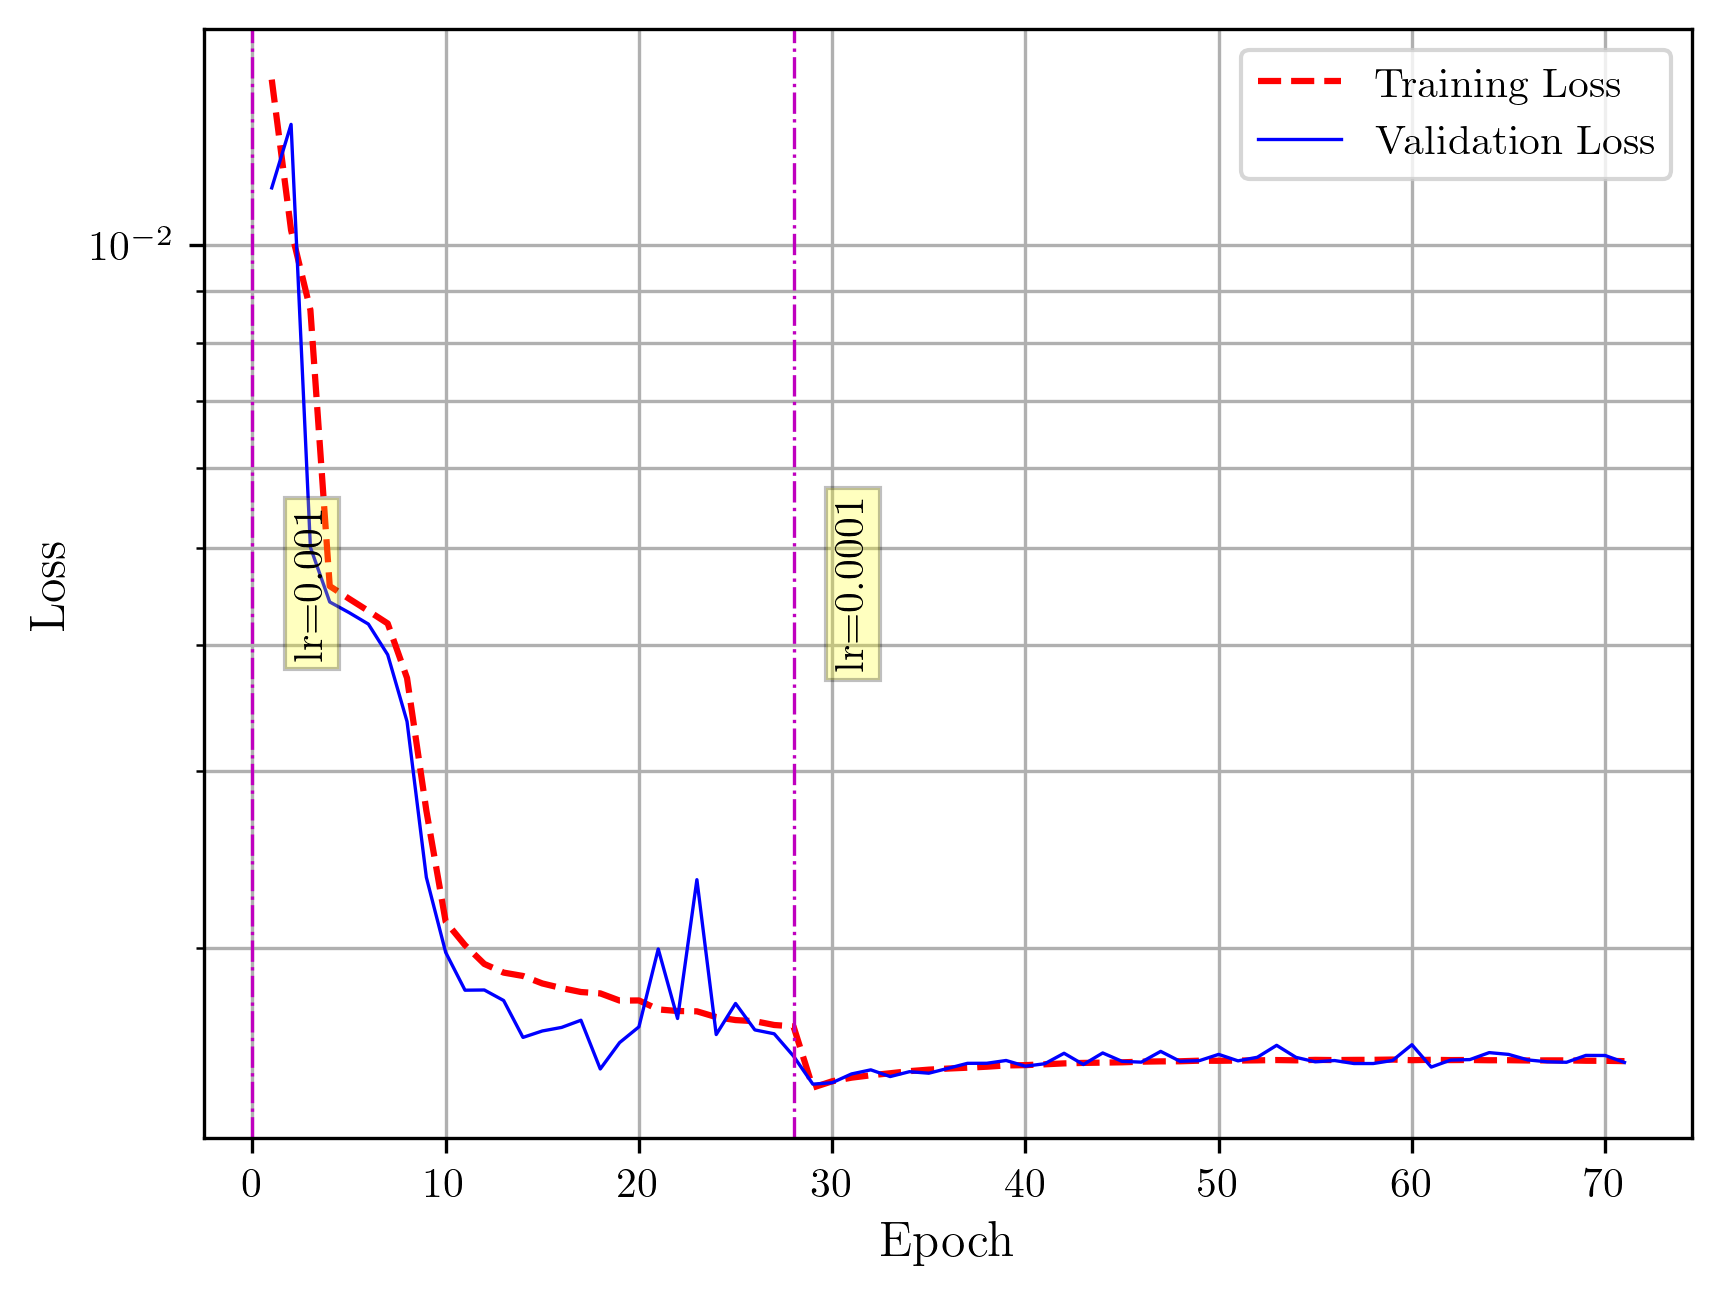 Training Loss
Validation Loss
10⁻²
Loss
lr=0.001
lr=0.0001
0 10 20 30 40 50 60 70
Epoch